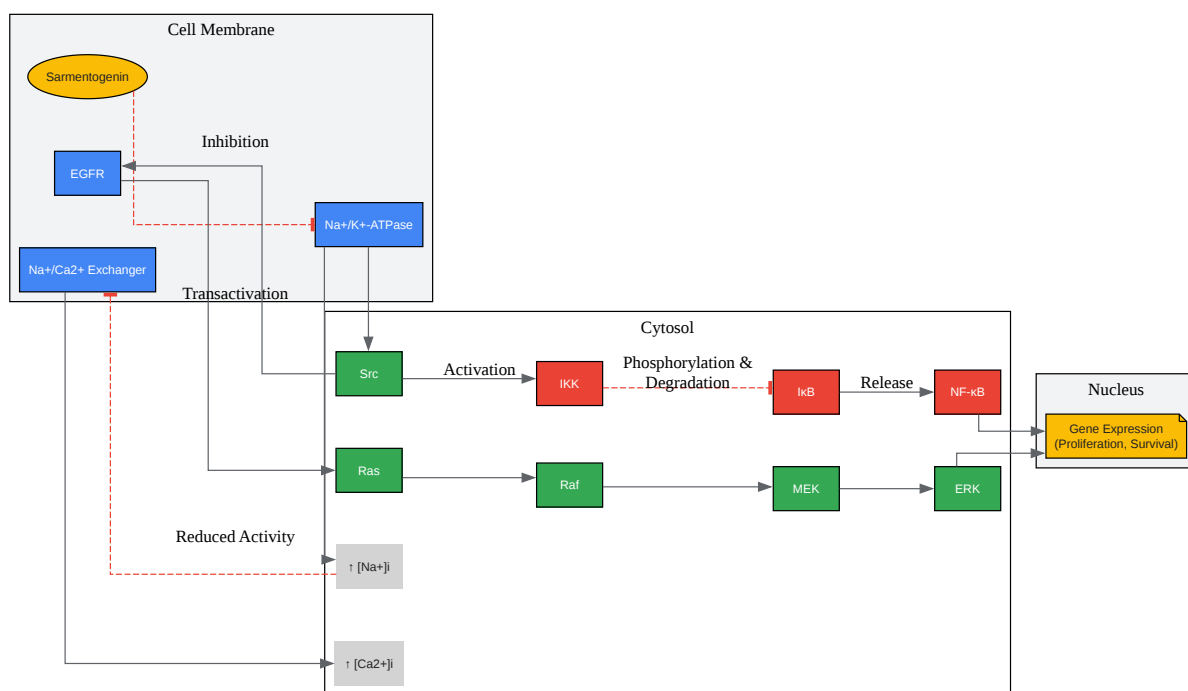 Cell Membrane
Sarmentogenin
Inhibition
EGFR
Na+/K+-ATPase
Na+/Ca2+ Exchanger
Transactivation
Cytosol
Src
Activation
IKK
Phosphorylation &
Degradation
IκB
Release
NF-κB
Nucleus
Gene Expression
(Proliferation, Survival)
Ras
Raf
MEK
ERK
Reduced Activity
↑ [Na+]i
↑ [Ca2+]i